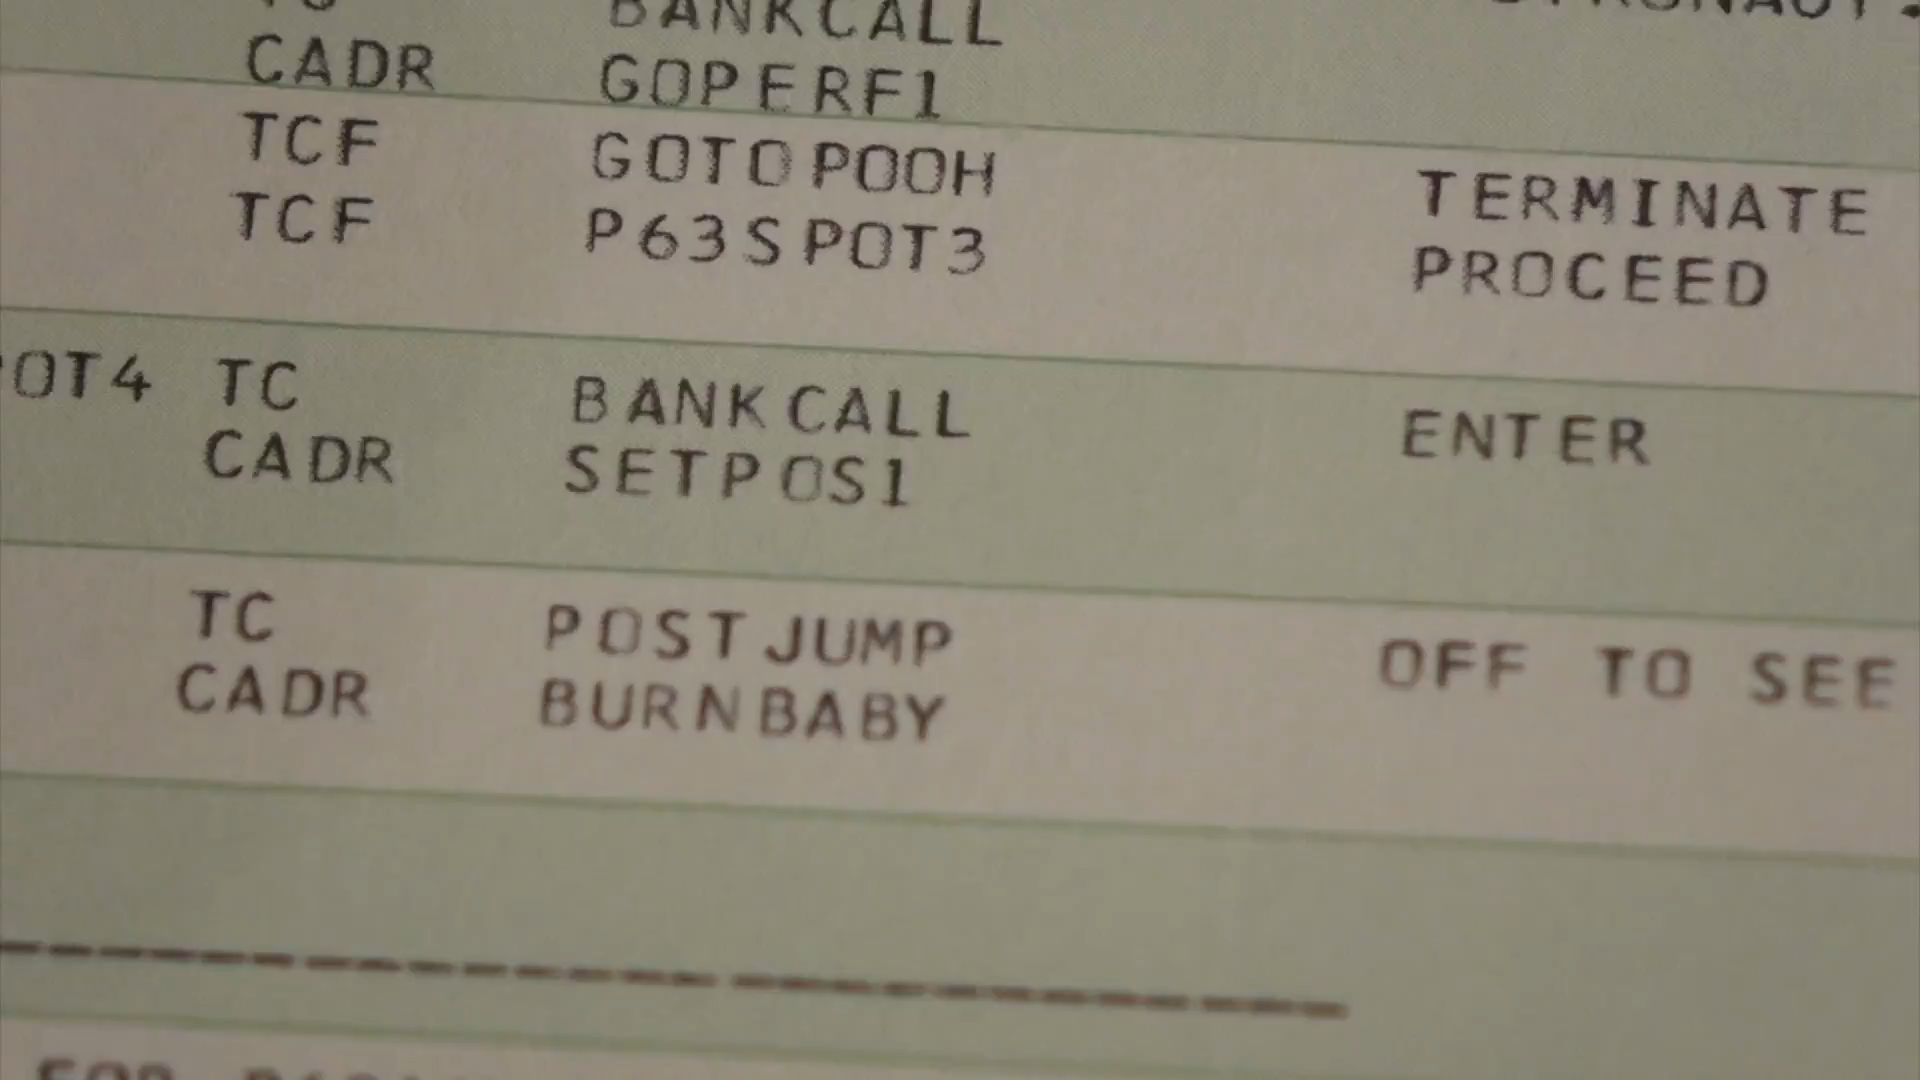 BANKCALL
CADR GOPERF1
TCF GOTOPOOH TERMINATE
TCF P63SPOT3 PROCEED
OT4 TC BANKCALL ENTER
CADR SETPOS1
TC POSTJUMP OFF TO SEE
CADR BURNBABY